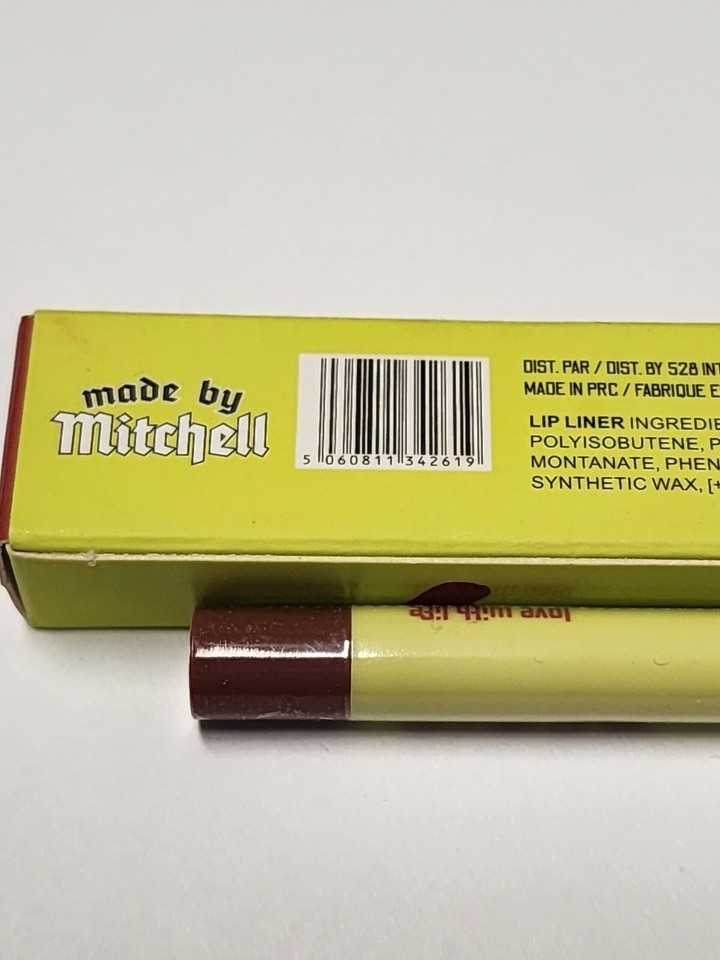 made by
Mitchell
5 060811 342619
DIST. PAR / DIST. BY 528 INT
MADE IN PRC / FABRIQUE E
LIP LINER INGREDIE
POLYISOBUTENE, P
MONTANATE, PHEN
SYNTHETIC WAX, [+
love with life